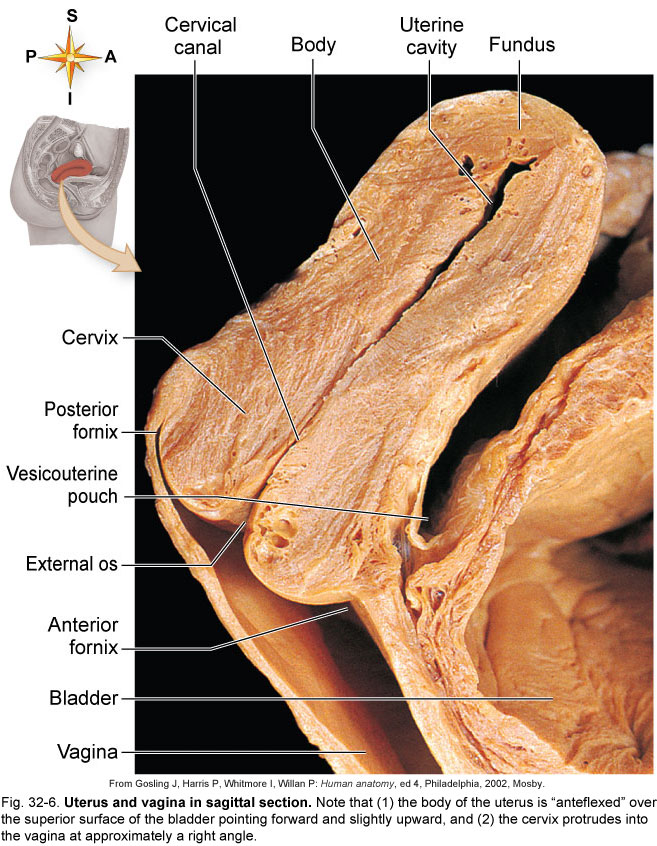 S
P A
I
Cervical
canal
Body
Uterine
cavity
Fundus
Cervix
Posterior
fornix
Vesicouterine
pouch
External os
Anterior
fornix
Bladder
Vagina
From Gosling J, Harris P, Whitmore I, Willan P: Human anatomy, ed 4, Philadelphia, 2002, Mosby.
Fig. 32-6. Uterus and vagina in sagittal section. Note that (1) the body of the uterus is “anteflexed” over
the superior surface of the bladder pointing forward and slightly upward, and (2) the cervix protrudes into
the vagina at approximately a right angle.